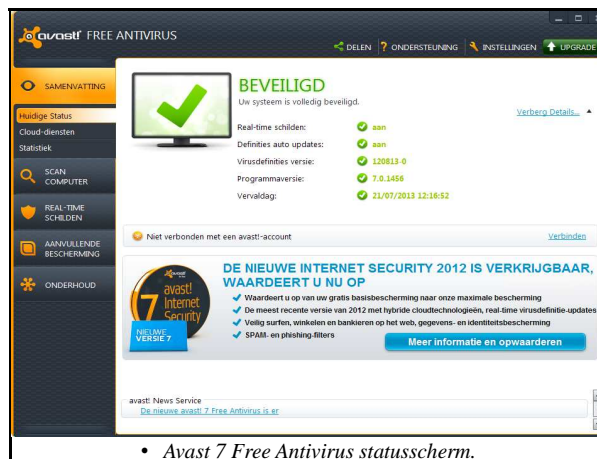 avast! FREE ANTIVIRUS
DELEN ? ONDERSTEUNING INSTELLINGEN UPGRADE
SAMENVATTING
Huidige Status
Cloud-diensten
Statistiek
SCAN
COMPUTER
REAL-TIME
SCHILDEN
AANVULLENDE
BESCHERMING
ONDERHOUD
BEVEILIGD
Uw systeem is volledig beveiligd.
Verberg Details...
Real-time schilden: aan
Definities auto updates: aan
Virusdefinities versie: 120813-0
Programmaversie: 7.0.1456
Vervaldag: 21/07/2013 12:16:52
Niet verbonden met een avast!-account Verbinden
avast!
7 Internet
Security
NIEUWE
VERSIE 7
DE NIEUWE INTERNET SECURITY 2012 IS VERKRIJGBAAR,
WAARDEERT U NU OP
Waardeert u op van uw gratis basisbescherming naar onze maximale bescherming
De meest recente versie van 2012 met hybride cloudtechnologieën, real-time virusdefinitie-updates
Veilig surfen, winkelen en bankieren op het web, gegevens- en identiteitsbescherming
SPAM- en phishing-filters
Meer informatie en opwaarderen
avast! News Service
De nieuwe avast! 7 Free Antivirus is er
• Avast 7 Free Antivirus statusscherm.